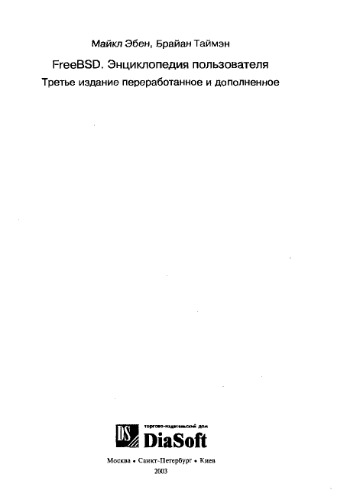 Майкл Эбен, Брайан Таймэн
FreeBSD. Энциклопедия пользователя
Третье издание переработанное и дополненное
торгово-издательский дом
DS DiaSoft
Москва • Санкт-Петербург • Киев
2003